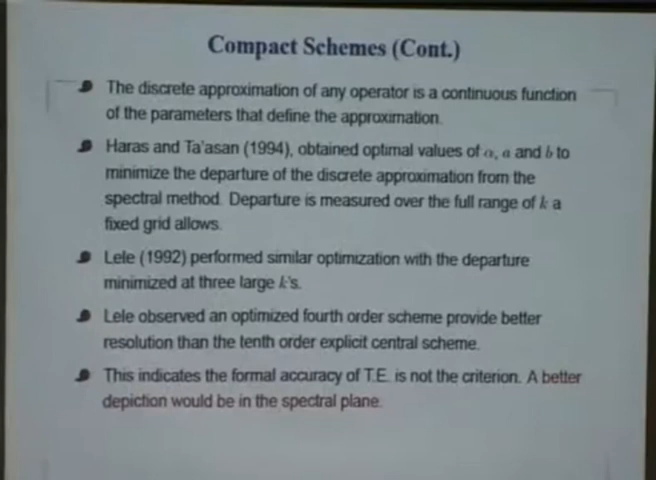 Compact Schemes (Cont.)
The discrete approximation of any operator is a continuous function
of the parameters that define the approximation.
Haras and Ta'asan (1994), obtained optimal values of α, a and b to
minimize the departure of the discrete approximation from the
spectral method. Departure is measured over the full range of k a
fixed grid allows.
Lele (1992) performed similar optimization with the departure
minimized at three large k's.
Lele observed an optimized fourth order scheme provide better
resolution than the tenth order explicit central scheme.
This indicates the formal accuracy of T.E. is not the criterion. A better
depiction would be in the spectral plane.